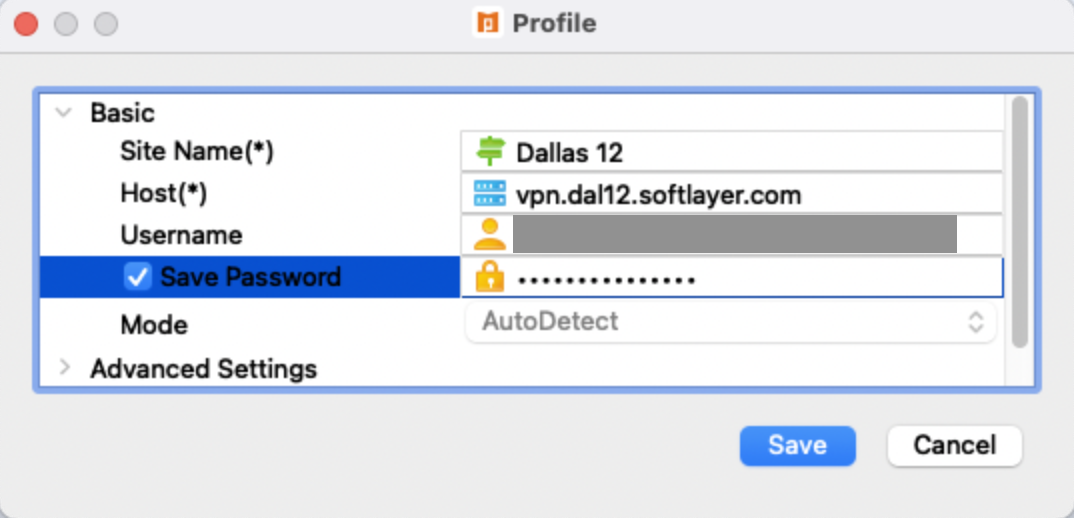 Profile
Basic
Site Name(*) Dallas 12
Host(*) vpn.dal12.softlayer.com
Username
Save Password •••••••••••••••
Mode AutoDetect
Advanced Settings
Save Cancel